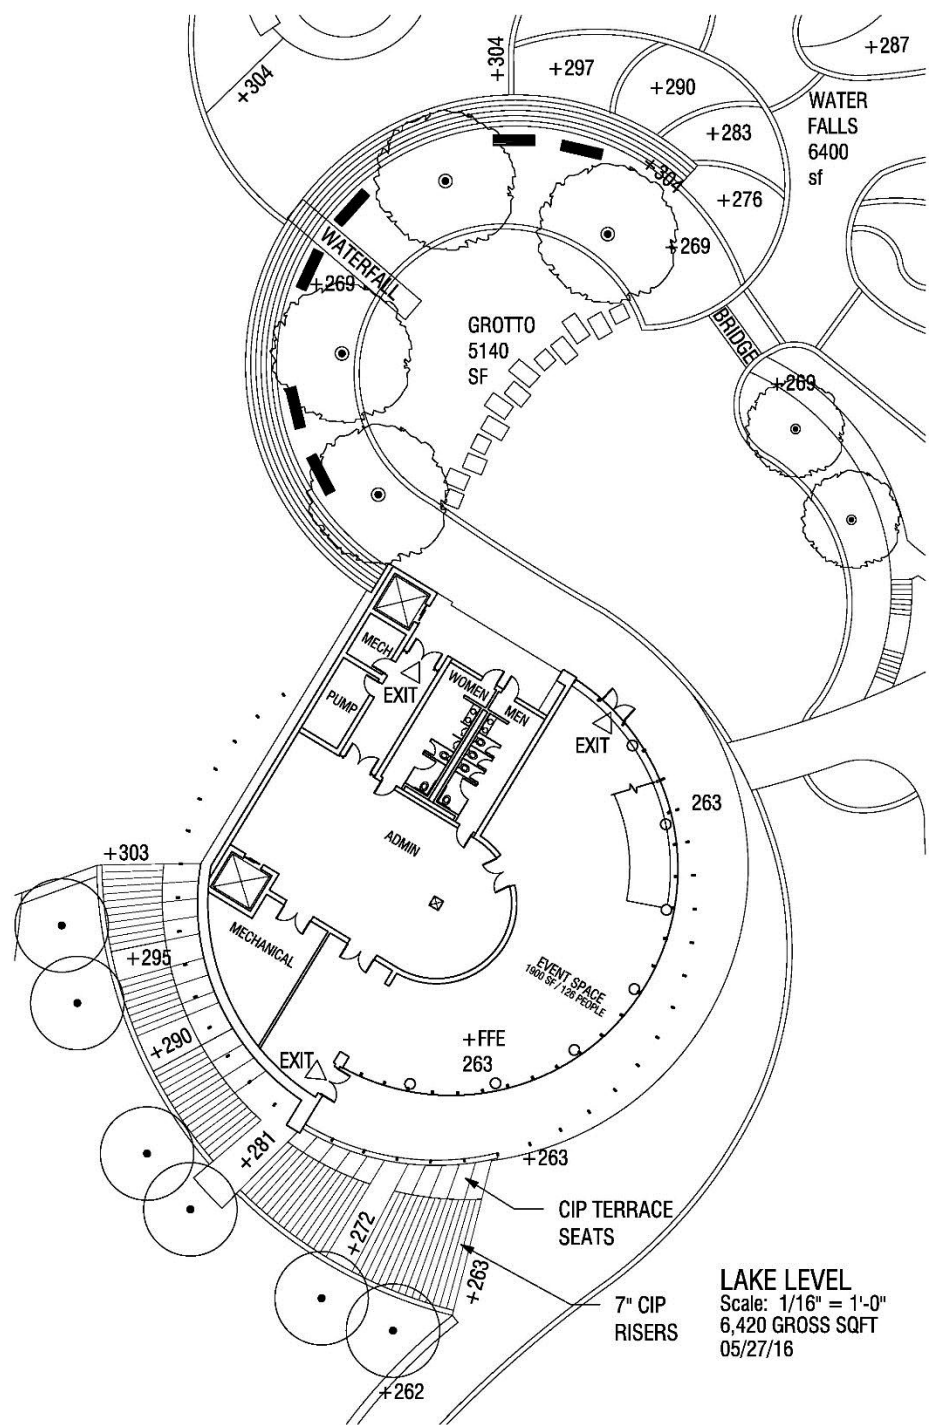 +304
+304
+297
+290
+287
+283
WATER
FALLS
6400
sf
+304
+276
+269
WATERFALL
+269
GROTTO
5140
SF
BRIDGE
+269
MECH
EXIT
WOMEN
MEN
PUMP
EXIT
263
ADMIN
+303
MECHANICAL
+295
EVENT SPACE
1900 SF / 126 PEOPLE
+290
EXIT
+FFE
263
+281
+263
CIP TERRACE
SEATS
+272
+263
7" CIP
RISERS
LAKE LEVEL
Scale: 1/16" = 1'-0"
6,420 GROSS SQFT
05/27/16
+262